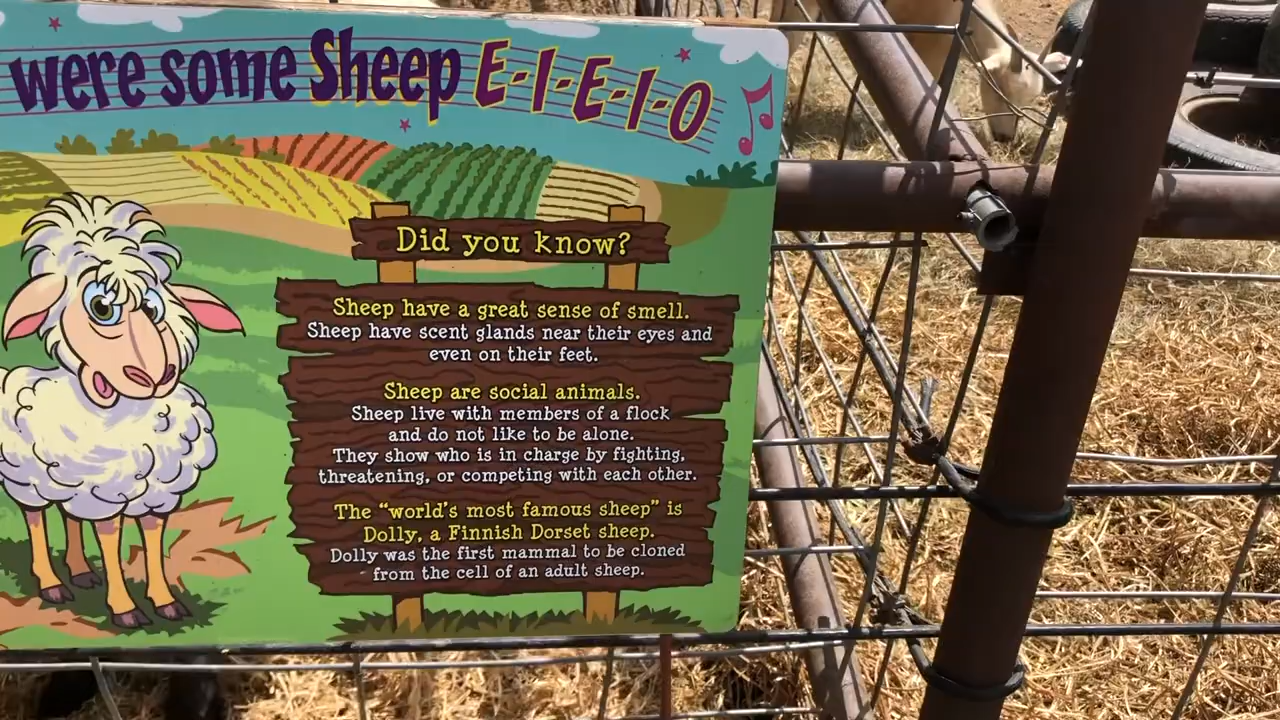 were some Sheep E-I-E-I-O
Did you know?
Sheep have a great sense of smell.
Sheep have scent glands near their eyes and
even on their feet.
Sheep are social animals.
Sheep live with members of a flock
and do not like to be alone.
They show who is in charge by fighting,
threatening, or competing with each other.
The “world's most famous sheep” is
Dolly, a Finnish Dorset sheep.
Dolly was the first mammal to be cloned
from the cell of an adult sheep.